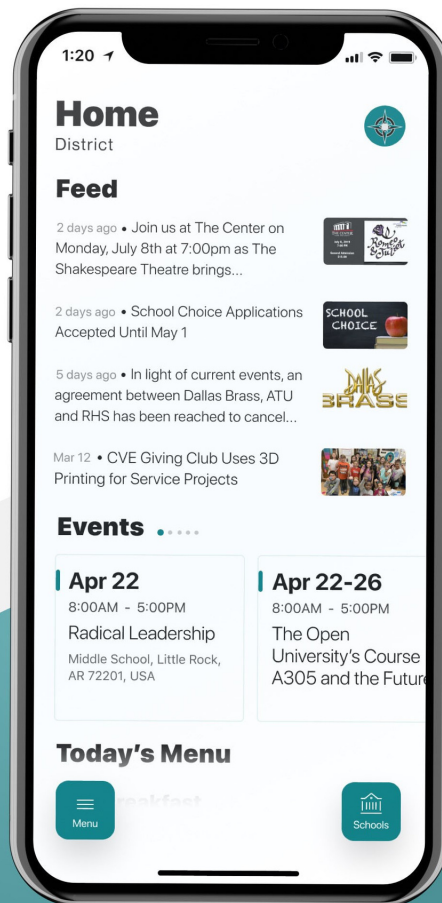 1:20
Home
District
Feed
2 days ago • Join us at The Center on
Monday, July 8th at 7:00pm as The
Shakespeare Theatre brings...
Romeo
& Juliet
2 days ago • School Choice Applications
Accepted Until May 1
SCHOOL
CHOICE
5 days ago • In light of current events, an
agreement between Dallas Brass, ATU
and RHS has been reached to cancel...
DALLAS
BRASS
Mar 12 • CVE Giving Club Uses 3D
Printing for Service Projects
Events
Apr 22
8:00AM - 5:00PM
Radical Leadership
Middle School, Little Rock,
AR 72201, USA
Apr 22-26
8:00AM - 5:00PM
The Open
University's Course
A305 and the Future
Today's Menu
Breakfast
Menu
Schools